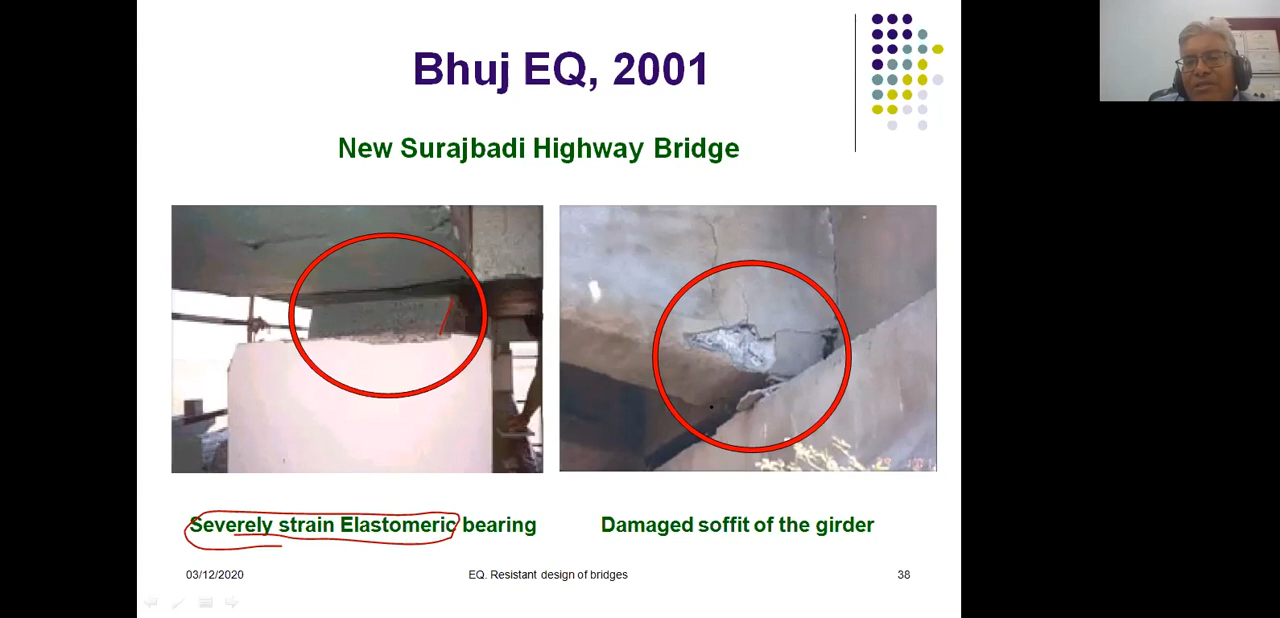 Bhuj EQ, 2001
New Surajbadi Highway Bridge
Severely strain Elastomeric bearing
Damaged soffit of the girder
03/12/2020
EQ. Resistant design of bridges
38